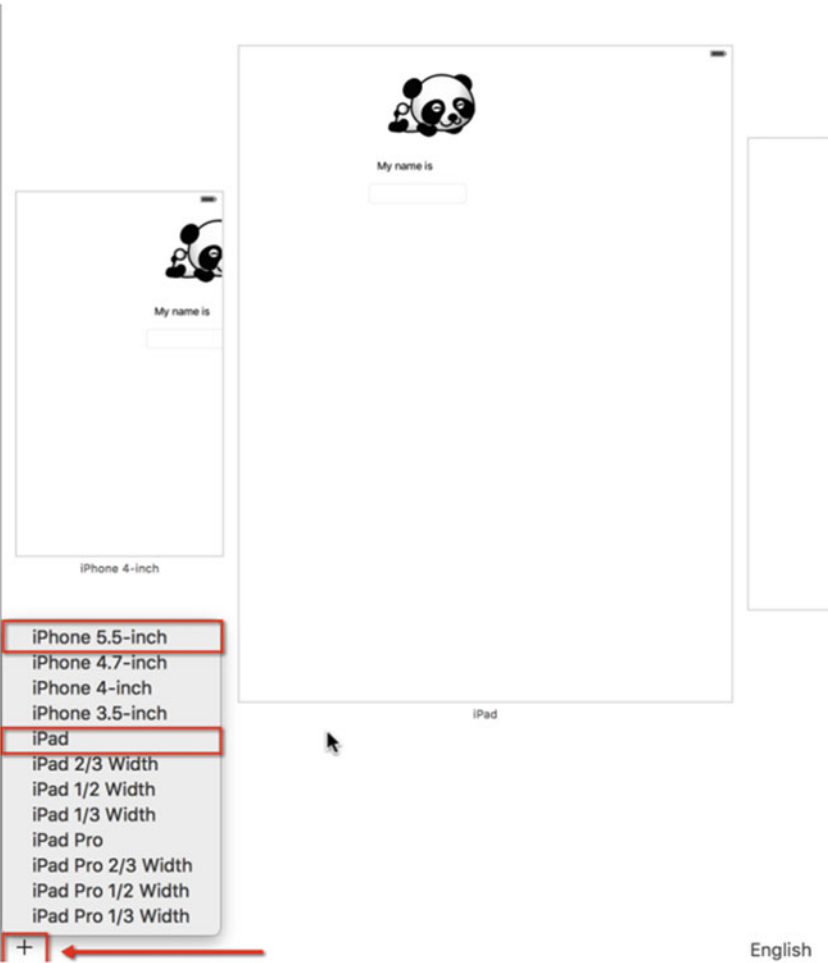 My name is
My name is
iPhone 4-inch
iPad
iPhone 5.5-inch
iPhone 4.7-inch
iPhone 4-inch
iPhone 3.5-inch
iPad
iPad 2/3 Width
iPad 1/2 Width
iPad 1/3 Width
iPad Pro
iPad Pro 2/3 Width
iPad Pro 1/2 Width
iPad Pro 1/3 Width
+
English